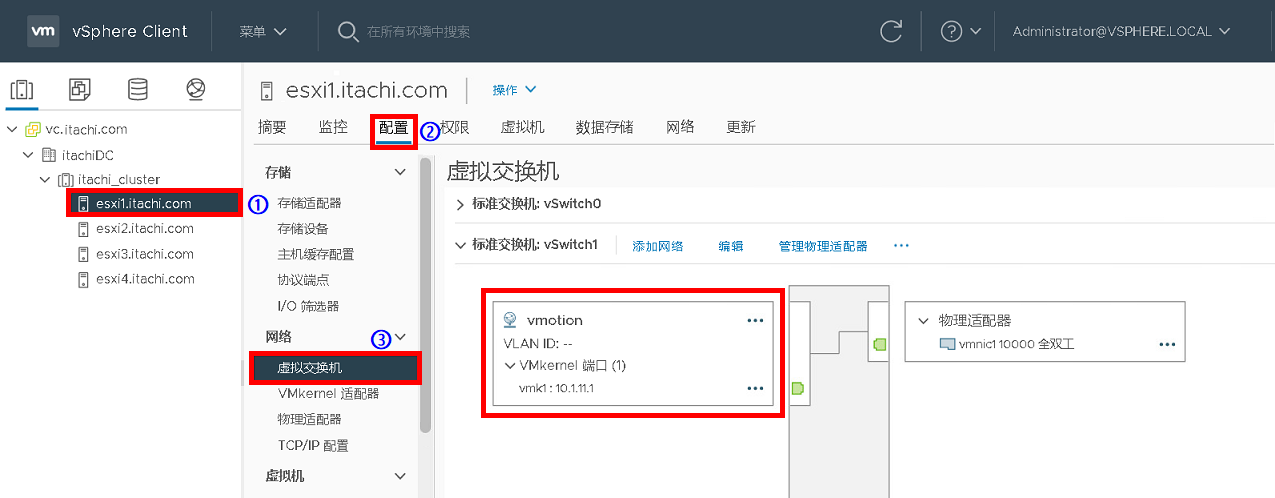 vm vSphere Client 菜单 在所有环境中搜索 Administrator@VSPHERE.LOCAL
vc.itachi.com
itachiDC
itachi_cluster
esxi1.itachi.com ①
esxi2.itachi.com
esxi3.itachi.com
esxi4.itachi.com
esxi1.itachi.com 操作
摘要 监控 配置 ② 权限 虚拟机 数据存储 网络 更新
存储
存储适配器
存储设备
主机缓存配置
协议端点
I/O 筛选器
网络 ③
虚拟交换机
VMkernel 适配器
物理适配器
TCP/IP 配置
虚拟机
虚拟交换机
标准交换机: vSwitch0
标准交换机: vSwitch1 添加网络 编辑 管理物理适配器 ...
vmotion ...
VLAN ID: --
VMkernel 端口 (1)
vmk1 : 10.1.11.1 ...
物理适配器
vmnic1 10000 全双工 ...